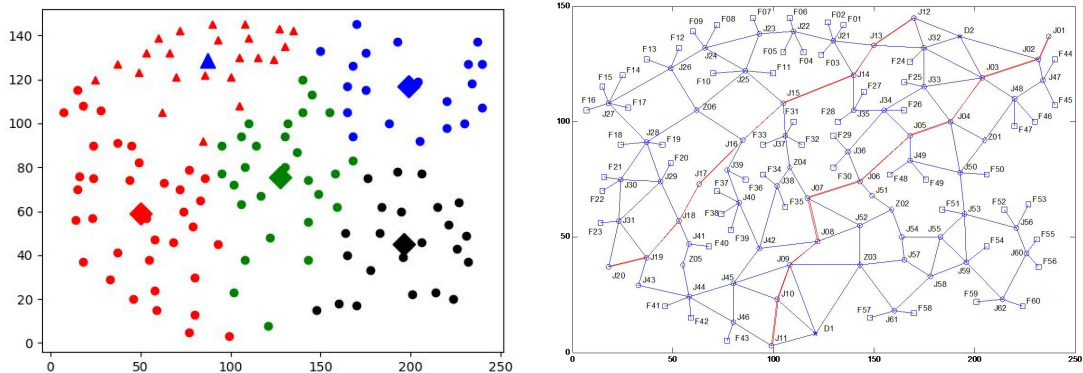 140
120
100
80
60
40
20
0
0 50 100 150 200 250
150
100
50
0
F07 F06 F02 F01 J12 J01
F09 F08 J23 J22 J21 J13 J32 D2
F12 J24 F05 F04 F03 F24 J02 F44
F13 J26 J25 F11 J14 J03 J47
F15 F14 F10 F27 F25 J33 J48
F16 F17 J27 Z06 J15 F28 J35 J34 F26 F45
F31 J05 J04 F47 F46
F18 J28 F19 J16 F33 J37 F32 F29 J36 Z01
F20 J39 F34 Z04 J49
F21 J30 J29 J17 F37 F36 J38 F30 J06 F48 F49 J50 F50
F22 J40 F35 J07 J51
F23 J31 J18 F38 Z02 F51 J53 F52 F53
J41 F39 J52 J54 J55 J56
F40 J42 J08 F54 F55
J19 Z05 J09 Z03 J57 J59 J60 F56
J20 J43 J44 J45 J58
F41 F42 J10 F57 J61 F58 F59 J62 F60
J46 F43 J11 D1
0 50 100 150 200 250